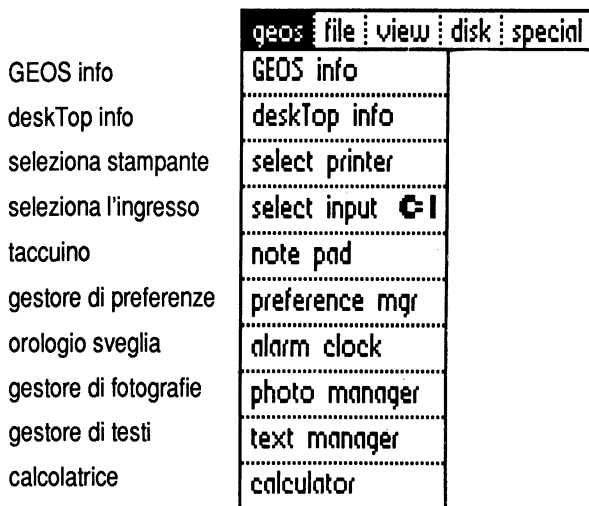 geos file view disk special
GEOS info GEOS info
deskTop info deskTop info
seleziona stampante select printer
seleziona l'ingresso select input C= I
taccuino note pad
gestore di preferenze preference mgr
orologio sveglia alarm clock
gestore di fotografie photo manager
gestore di testi text manager
calcolatrice calculator